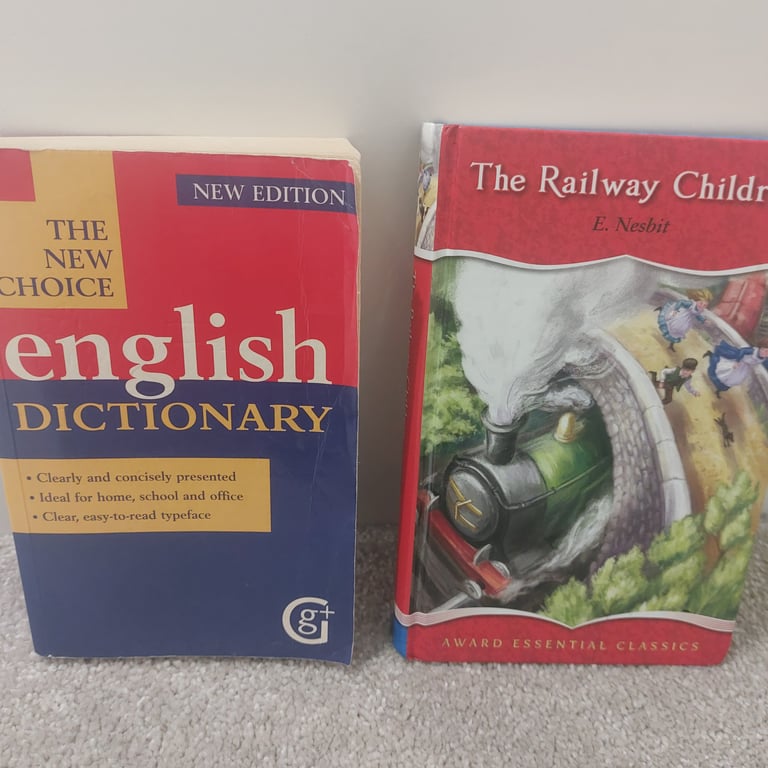 NEW EDITION
THE
NEW
CHOICE
english
DICTIONARY
• Clearly and concisely presented
• Ideal for home, school and office
• Clear, easy-to-read typeface
g+
The Railway Childr
E. Nesbit
AWARD ESSENTIAL CLASSICS